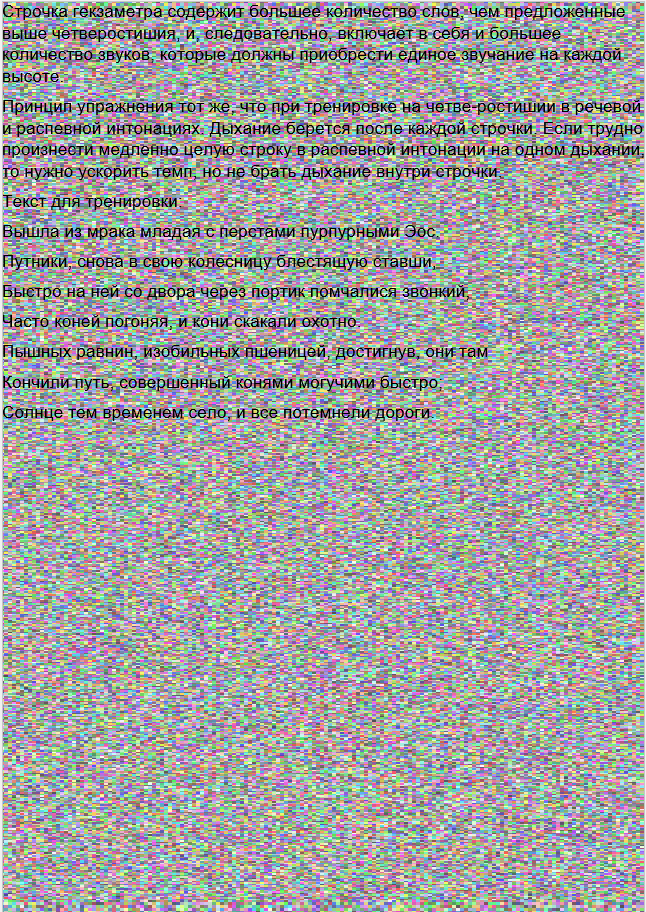 Строчка гекзаметра содержит большее количество слов, чем предложенные
выше четверостишия, и, следовательно, включает в себя и большее
количество звуков, которые должны приобрести единое звучание на каждой
высоте.
Принцип упражнения тот же, что при тренировке на четве-ростишии в речевой
и распевной интонациях. Дыхание берется после каждой строчки. Если трудно
произнести медленно целую строку в распевной интонации на одном дыхании,
то нужно ускорить темп, но не брать дыхание внутри строчки.
Текст для тренировки:
Вышла из мрака младая с перстами пурпурными Эос.
Путники, снова в свою колесницу блестящую ставши,
Быстро на ней со двора через портик помчалися звонкий,
Часто коней погоняя, и кони скакали охотно.
Пышных равнин, изобильных пшеницей, достигнув, они там
Кончили путь, совершенный конями могучими быстро;
Солнце тем временем село, и все потемнели дороги.